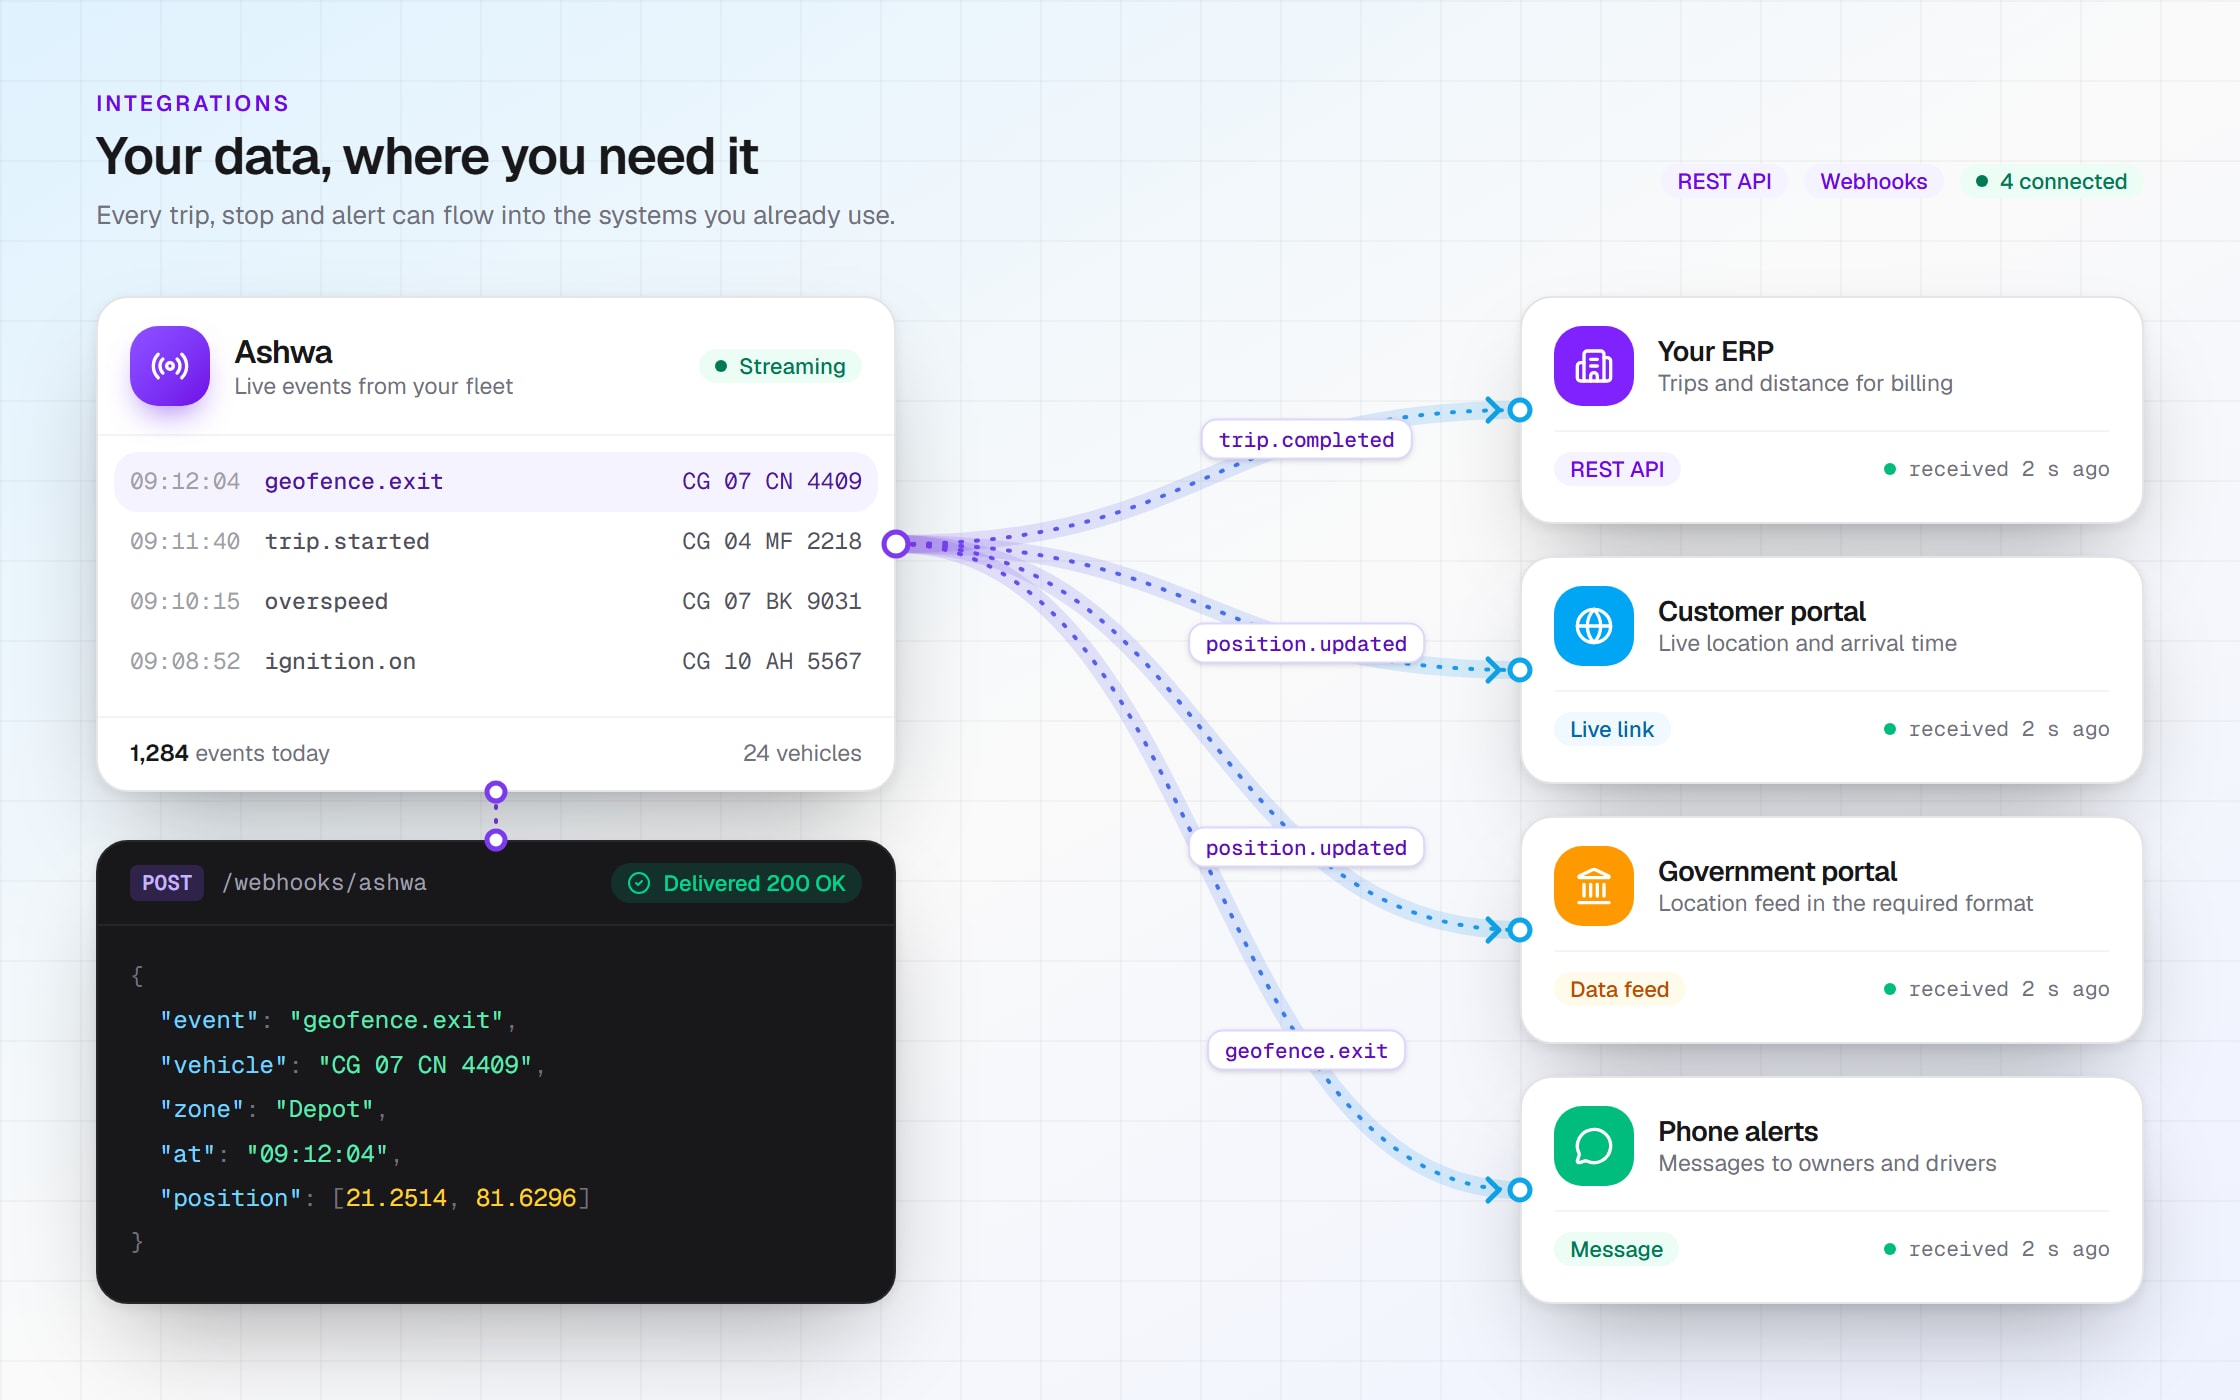 INTEGRATIONS
Your data, where you need it
Every trip, stop and alert can flow into the systems you already use.
REST API Webhooks 4 connected
Ashwa
Live events from your fleet
Streaming
09:12:04 geofence.exit CG 07 CN 4409
09:11:40 trip.started CG 04 MF 2218
09:10:15 overspeed CG 07 BK 9031
09:08:52 ignition.on CG 10 AH 5567
1,284 events today 24 vehicles
POST /webhooks/ashwa Delivered 200 OK
{
"event": "geofence.exit",
"vehicle": "CG 07 CN 4409",
"zone": "Depot",
"at": "09:12:04",
"position": [21.2514, 81.6296]
}
trip.completed
position.updated
position.updated
geofence.exit
Your ERP
Trips and distance for billing
REST API received 2 s ago
Customer portal
Live location and arrival time
Live link received 2 s ago
Government portal
Location feed in the required format
Data feed received 2 s ago
Phone alerts
Messages to owners and drivers
Message received 2 s ago